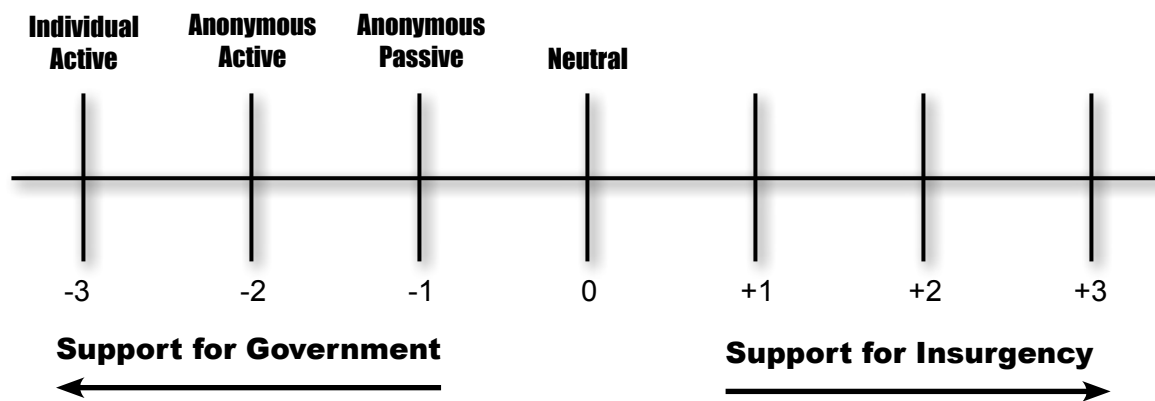 Individual Active
Anonymous Active
Anonymous Passive
Neutral
-3 -2 -1 0 +1 +2 +3
Support for Government
Support for Insurgency